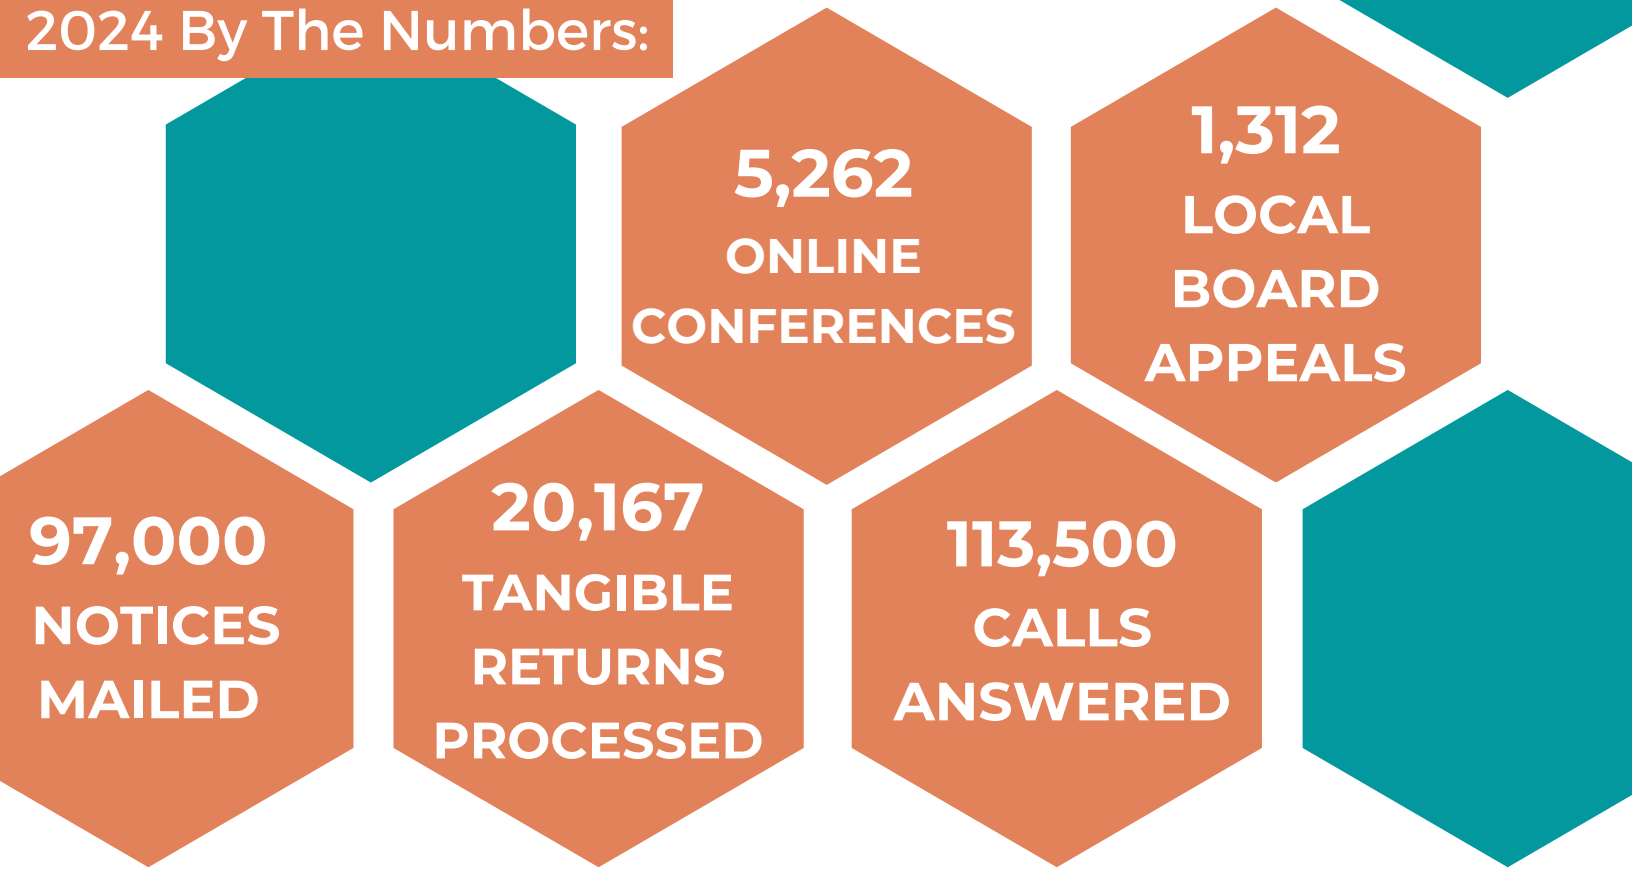 2024 By The Numbers:
5,262
ONLINE
CONFERENCES
1,312
LOCAL
BOARD
APPEALS
97,000
NOTICES
MAILED
20,167
TANGIBLE
RETURNS
PROCESSED
113,500
CALLS
ANSWERED